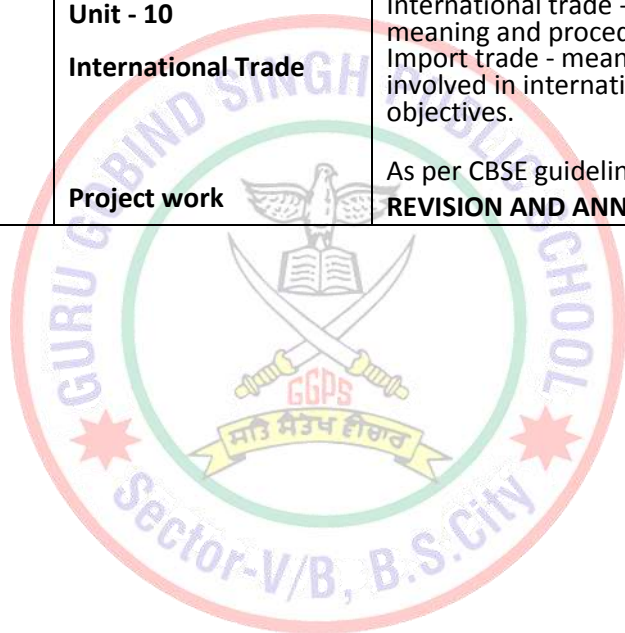 Unit - 10
International Trade
International trade -
meaning and proced
Import trade - mean
involved in internati
objectives.
Project work
As per CBSE guidelin
REVISION AND ANN
GURU GOBIND SINGH PUBLIC SCHOOL
GGPS
ਸਤਿ ਸੰਤੋਖ ਵੀਚਾਰ
Sector-V/B, B.S.City